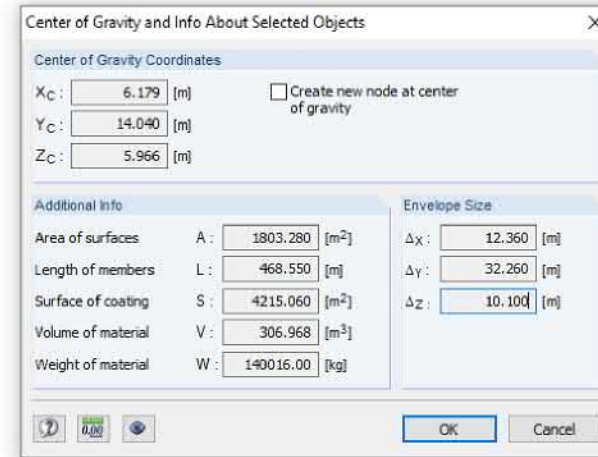 Center of Gravity and Info About Selected Objects
Center of Gravity Coordinates
XC : 6.179 [m]
Create new node at center
of gravity
YC : 14.040 [m]
ZC : 5.966 [m]
Additional Info
Area of surfaces A : 1803.280 [m2]
Length of members L : 468.550 [m]
Surface of coating S : 4215.060 [m2]
Volume of material V : 306.968 [m3]
Weight of material W : 140016.00 [kg]
Envelope Size
ΔX : 12.360 [m]
ΔY : 32.260 [m]
ΔZ : 10.100 [m]
0.00
OK
Cancel